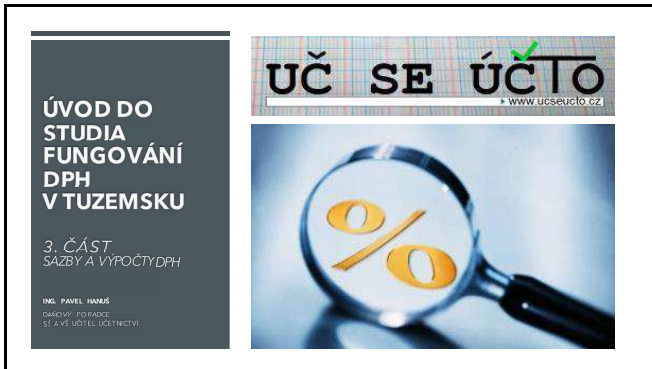 ÚVOD DO
STUDIA
FUNGOVÁNÍ
DPH
V TUZEMSKU
3. ČÁST
SAZBY A VÝPOČTY DPH
ING. PAVEL HANUŠ
DAŇOVÝ PORADCE
SŠ A VŠ UČITEL ÚČETNICTVÍ
UČ SE ÚČTO
www.ucseucto.cz
%